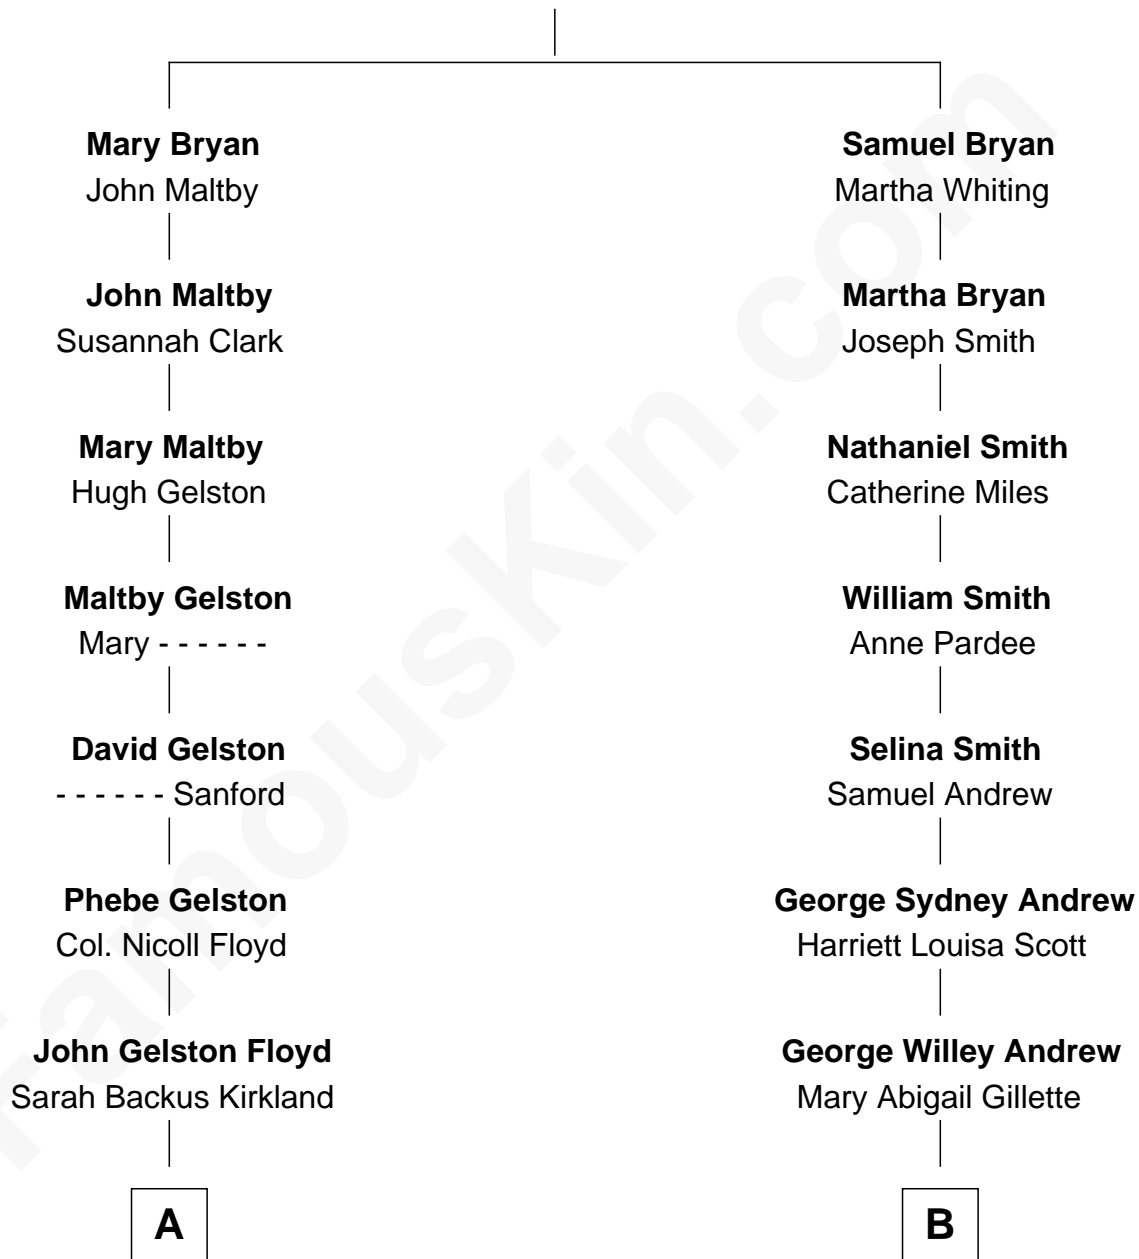 Mary Bryan
John Maltby
Samuel Bryan
Martha Whiting
John Maltby
Susannah Clark
Martha Bryan
Joseph Smith
Mary Maltby
Hugh Gelston
Nathaniel Smith
Catherine Miles
Maltby Gelston
Mary - - - - - -
William Smith
Anne Pardee
David Gelston
- - - - - - Sanford
Selina Smith
Samuel Andrew
Phebe Gelston
Col. Nicoll Floyd
George Sydney Andrew
Harriett Louisa Scott
John Gelston Floyd
Sarah Backus Kirkland
George Willey Andrew
Mary Abigail Gillette
A
B
FamousKin.com